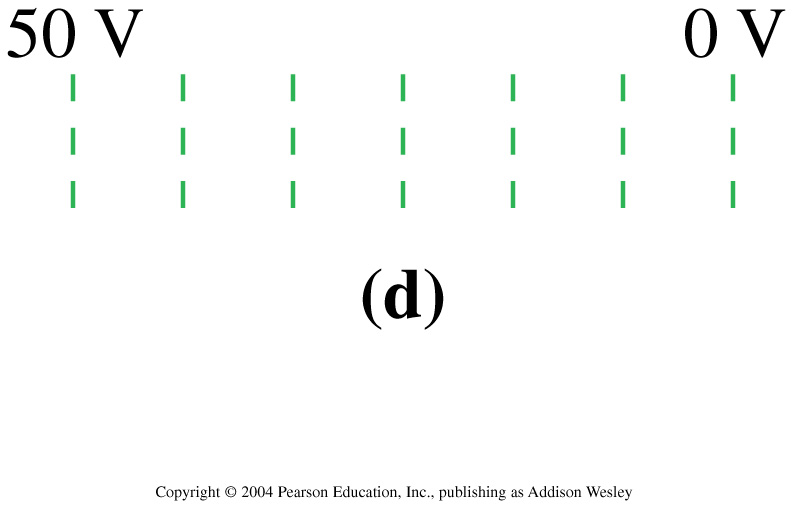 50 V 0 V
(d)
Copyright © 2004 Pearson Education, Inc., publishing as Addison Wesley